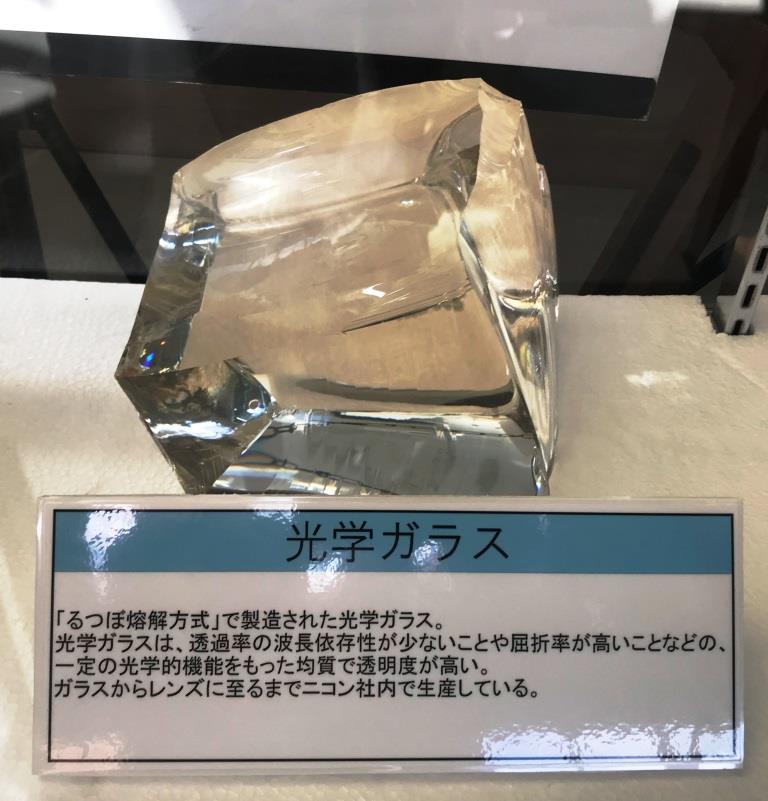 光学ガラス
「るつぼ熔解方式」で製造された光学ガラス。
光学ガラスは、透過率の波長依存性が少ないことや屈折率が高いことなどの、
一定の光学的機能をもった均質で透明度が高い。
ガラスからレンズに至るまでニコン社内で生産している。